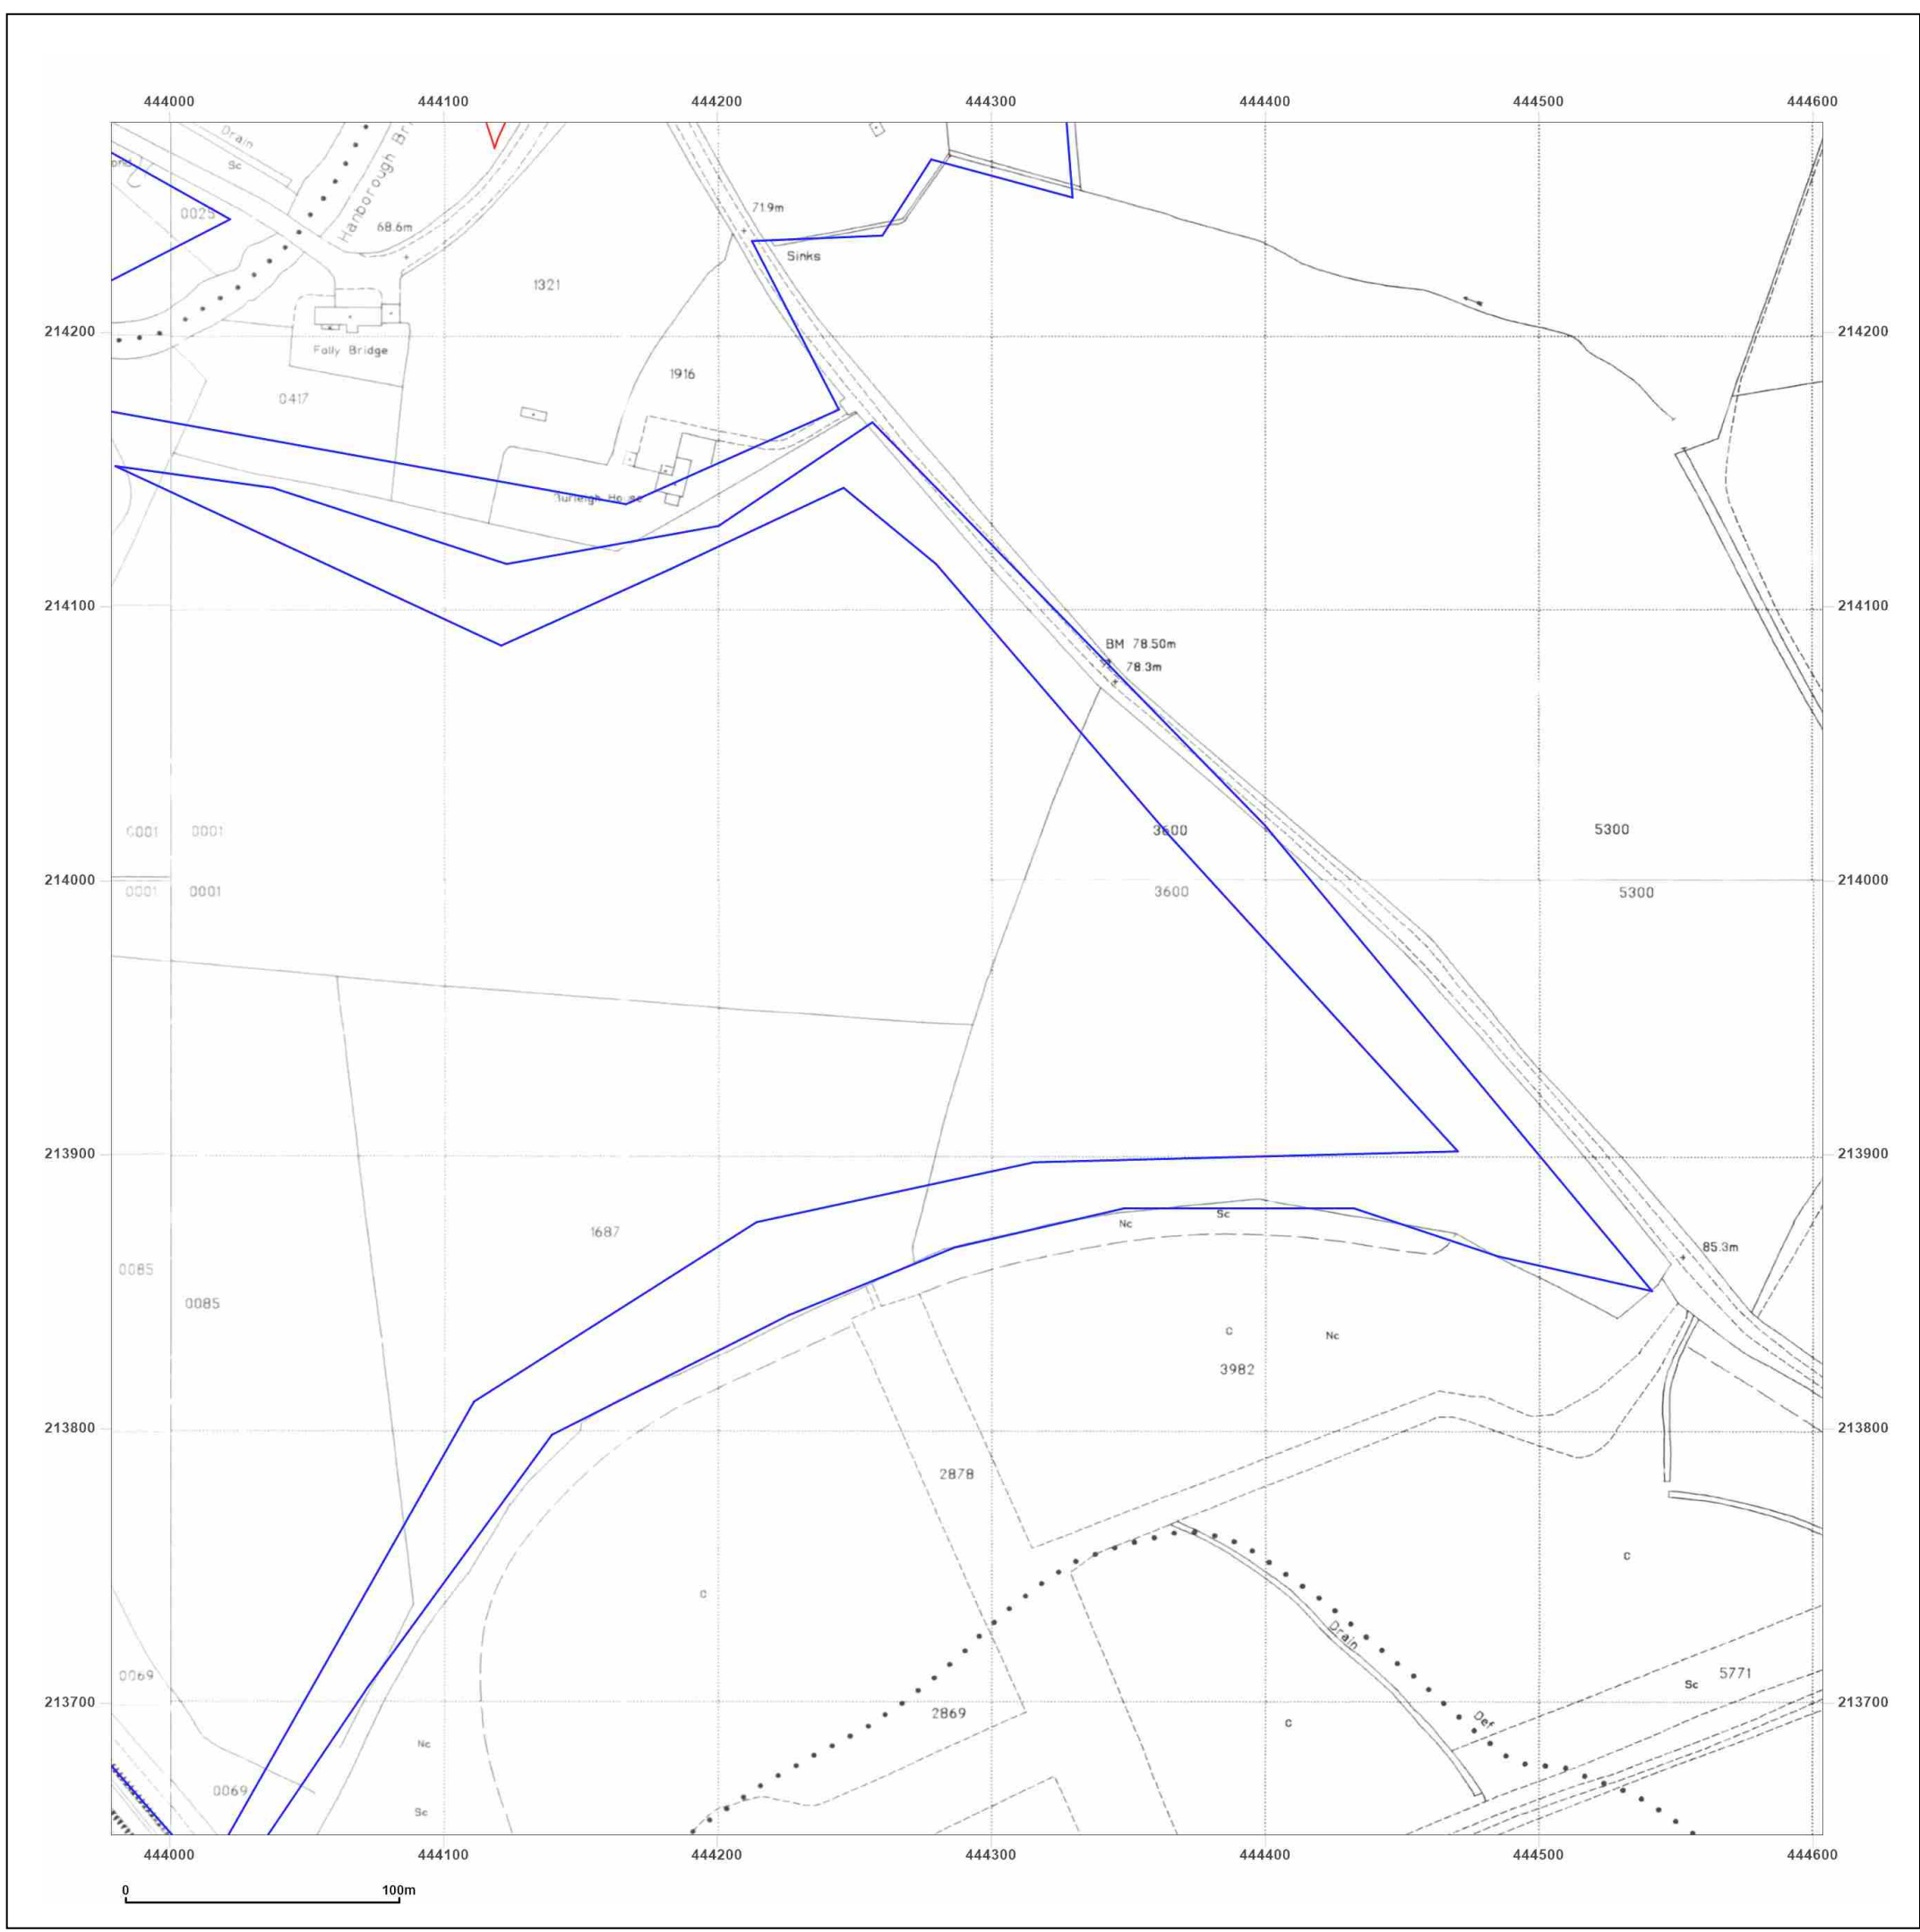 444000 444100 444200 444300 444400 444500 444600
Drain
Sc
0025
68.6m
71.9m
Sinks
1321
214200 214200
Folly Bridge
1916
0417
House
214100 214100
BM 78.50m
78.3m
0001 0001 3600 5300
214000 214000
0001 0001 3600 5300
213900 213900
Nc Sc
1687
85.3m
0085
0085
C Nc
3982
213800 213800
2878
C
C
Drain
0069 5771
Sc
213700 213700
2869 C Def
Nc
0069
Sc
444000 444100 444200 444300 444400 444500 444600
0 100m